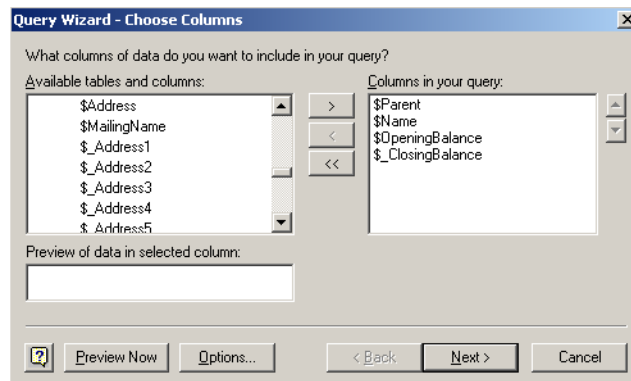 Query Wizard - Choose Columns
What columns of data do you want to include in your query?
Available tables and columns:
$Address
$MailingName
$_Address1
$_Address2
$_Address3
$_Address4
$_Address5
>
<
<<
Columns in your query:
$Parent
$Name
$OpeningBalance
$_ClosingBalance
Preview of data in selected column:
?
Preview Now
Options...
< Back
Next >
Cancel